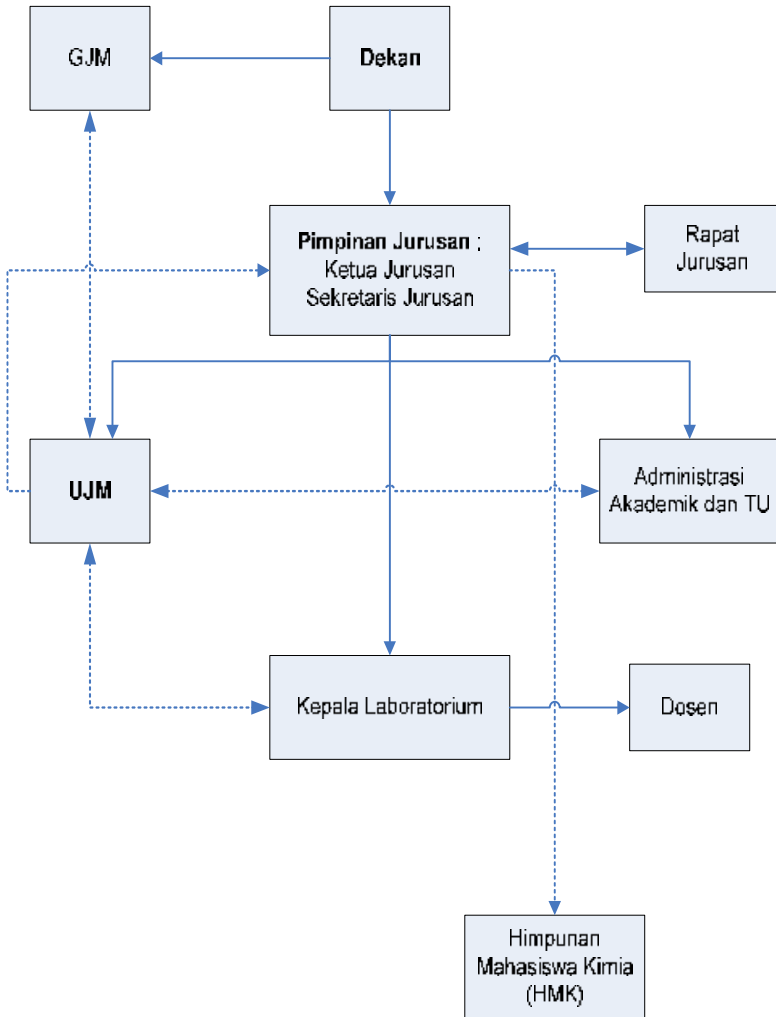 GJM
Dekan
Pimpinan Jurusan :
Ketua Jurusan
Sekretaris Jurusan
Rapat
Jurusan
UJM
Administrasi
Akademik dan TU
Kepala Laboratorium
Dosen
Himpunan
Mahasiswa Kimia
(HMK)